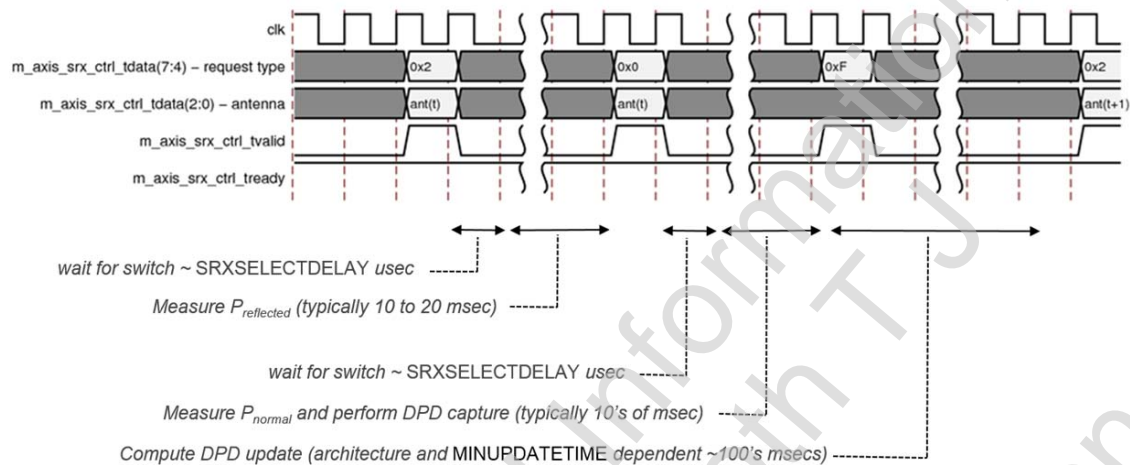 clk
m_axis_srx_ctrl_tdata(7:4) – request type 0x2 0x0 0xF 0x2
m_axis_srx_ctrl_tdata(2:0) – antenna ant(t) ant(t) ant(t+1)
m_axis_srx_ctrl_tvalid
m_axis_srx_ctrl_tready
wait for switch ~ SRXSELECTDELAY usec
Measure Preflected (typically 10 to 20 msec)
wait for switch ~ SRXSELECTDELAY usec
Measure Pnormal and perform DPD capture (typically 10's of msec)
Compute DPD update (architecture and MINUPDATETIME dependent ~100's msecs)
Information
T J